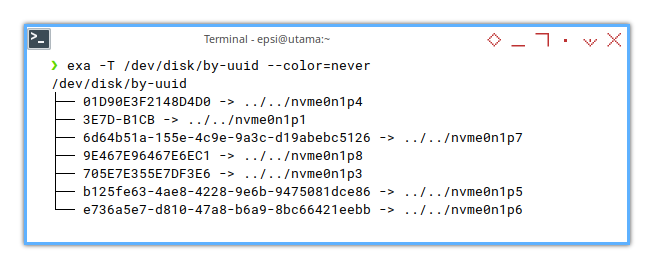 Terminal - epsi@utama:~
❯ exa -T /dev/disk/by-uuid --color=never
/dev/disk/by-uuid
├── 01D90E3F2148D4D0 -> ../../nvme0n1p4
├── 3E7D-B1CB -> ../../nvme0n1p1
├── 6d64b51a-155e-4c9e-9a3c-d19abebc5126 -> ../../nvme0n1p7
├── 9E467E96467E6EC1 -> ../../nvme0n1p8
├── 705E7E355E7DF3E6 -> ../../nvme0n1p3
├── b125fe63-4ae8-4228-9e6b-9475081dce86 -> ../../nvme0n1p5
└── e736a5e7-d810-47a8-b6a9-8bc66421eebb -> ../../nvme0n1p6